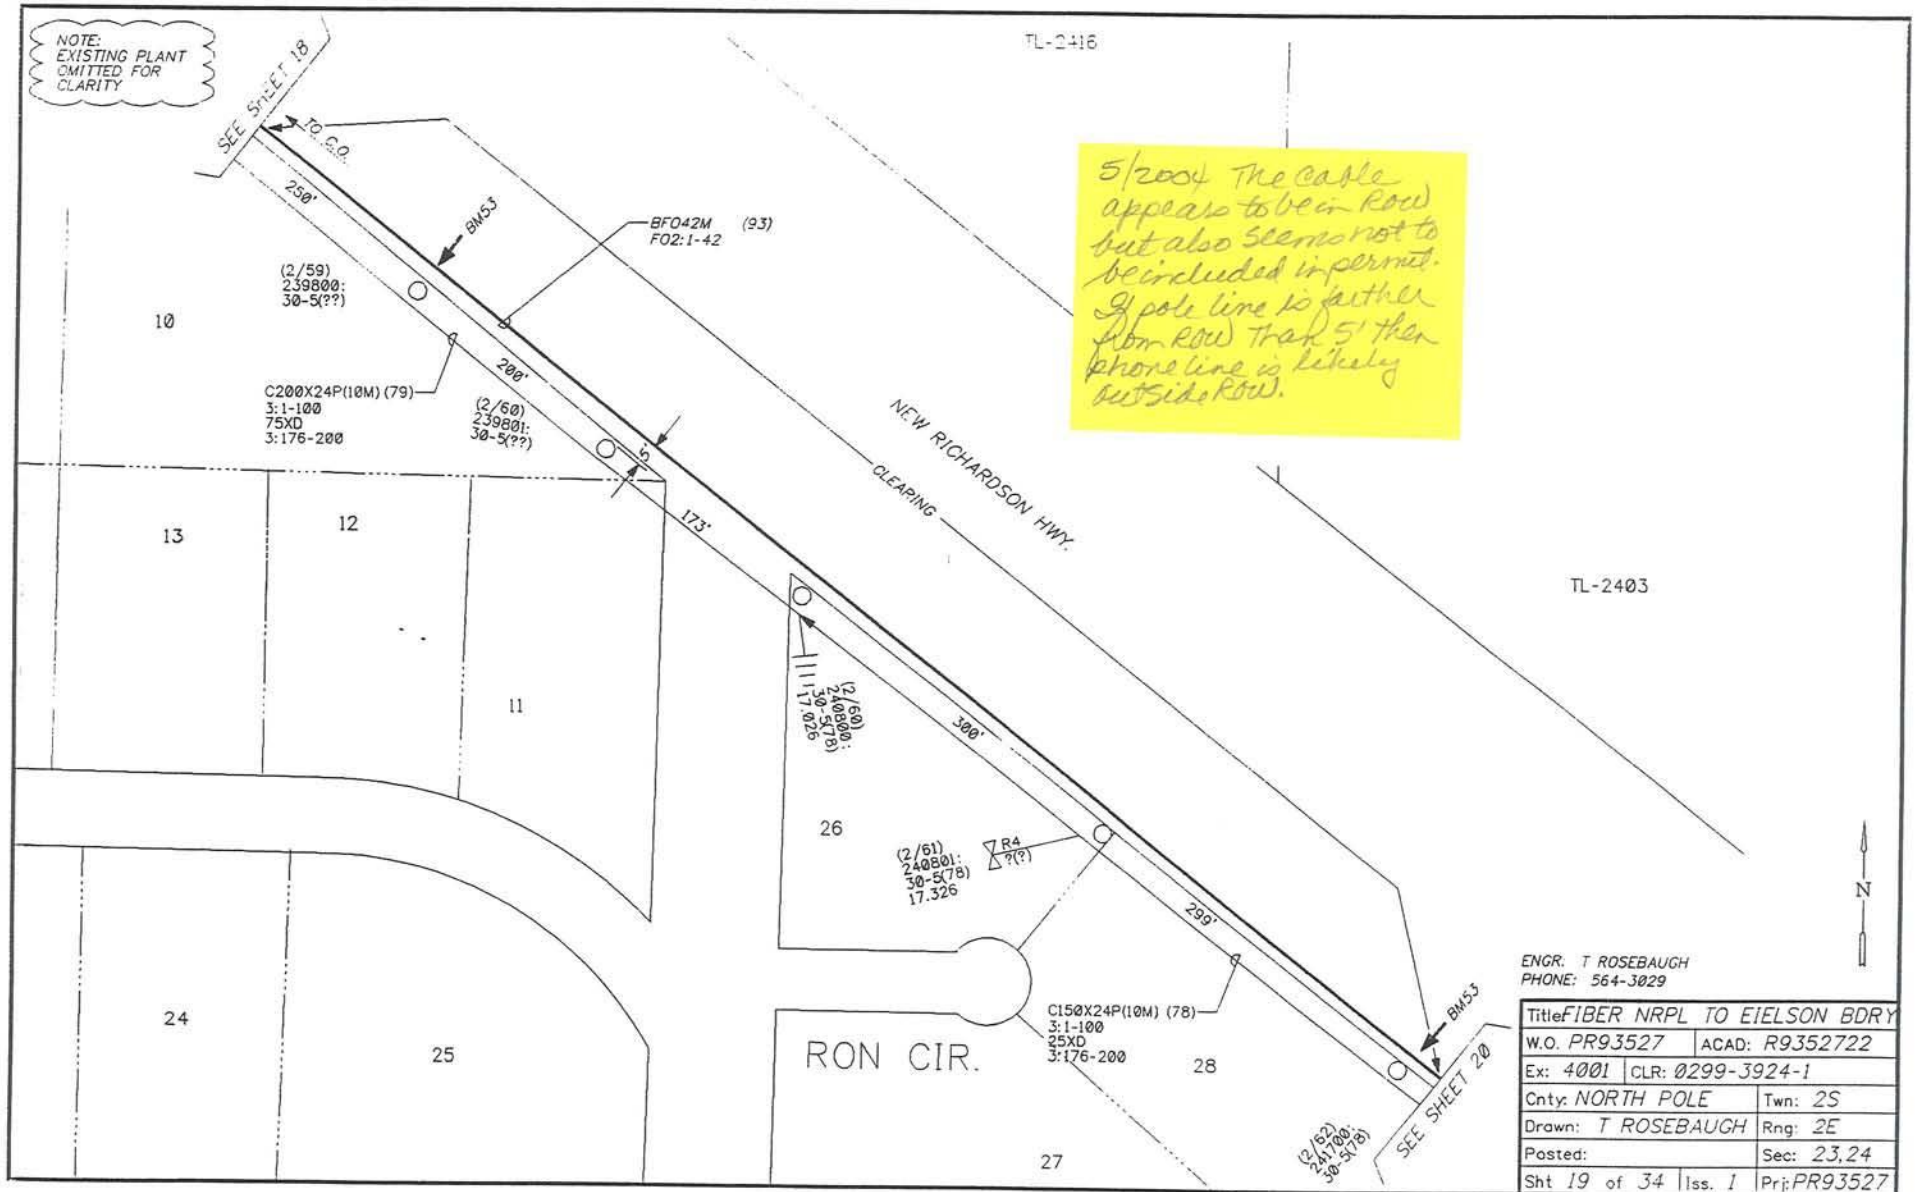 NOTE:
EXISTING PLANT
OMITTED FOR
CLARITY
SEE SHEET 18
TO C.O.
TL-2416
250'
BM53
BFO42M (93)
FO2:1-42
(2/59)
239800:
30-5(??)
10
C200X24P(10M) (79)
3:1-100
75XD
3:176-200
200'
(2/60)
239801:
30-5(??)
5'
173'
5/2004 The cable
appears to be in ROW
but also seems not to
be included in permit.
If pole line is farther
from ROW Than 5' then
phone line is likely
outside ROW.
NEW RICHARDSON HWY.
CLEARING
TL-2403
13
12
11
(2/60)
240800:
30-5(78)
17.026
300'
26
(2/61)
240801:
30-5(78)
17.326
R4
?(?)
299'
24
25
RON CIR.
C150X24P(10M) (78)
3:1-100
25XD
3:176-200
28
27
(2/62)
241700:
30-5(78)
BM53
SEE SHEET 20
N
ENGR. T ROSEBAUGH
PHONE: 564-3029
Title FIBER NRPL TO EIELSON BDRY
W.O. PR93527 ACAD: R9352722
Ex: 4001 CLR: 0299-3924-1
Cnty: NORTH POLE Twn: 2S
Drawn: T ROSEBAUGH Rng: 2E
Posted: Sec: 23,24
Sht 19 of 34 Iss. 1 Prj: PR93527